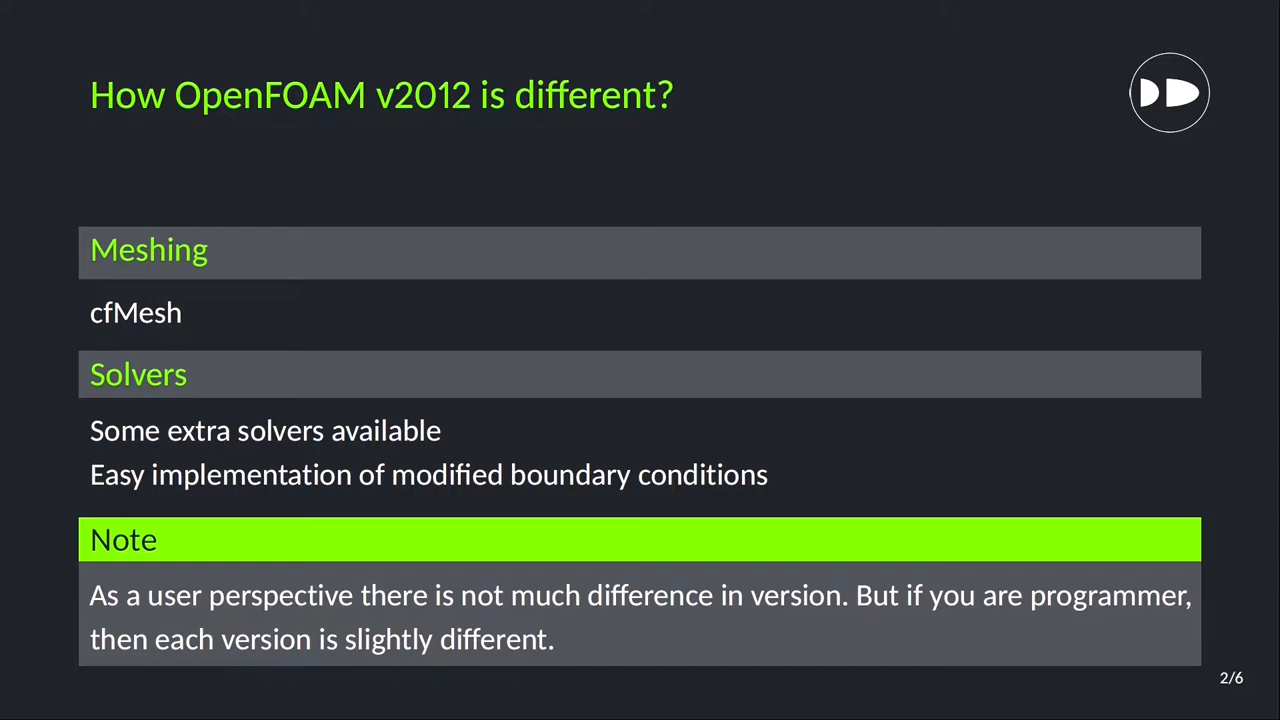 How OpenFOAM v2012 is different?
Meshing
cfMesh
Solvers
Some extra solvers available
Easy implementation of modified boundary conditions
Note
As a user perspective there is not much difference in version. But if you are programmer,
then each version is slightly different.
2/6